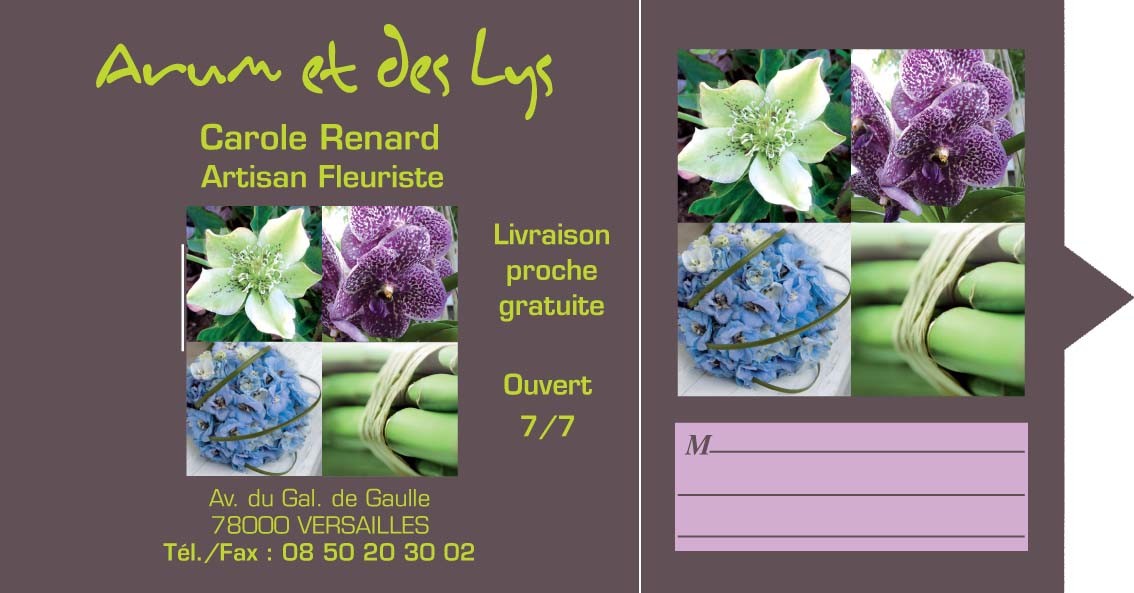 Arum et des Lys
Carole Renard
Artisan Fleuriste
Livraison
proche
gratuite
Ouvert
7/7
Av. du Gal. de Gaulle
78000 VERSAILLES
Tél./Fax : 08 50 20 30 02
M